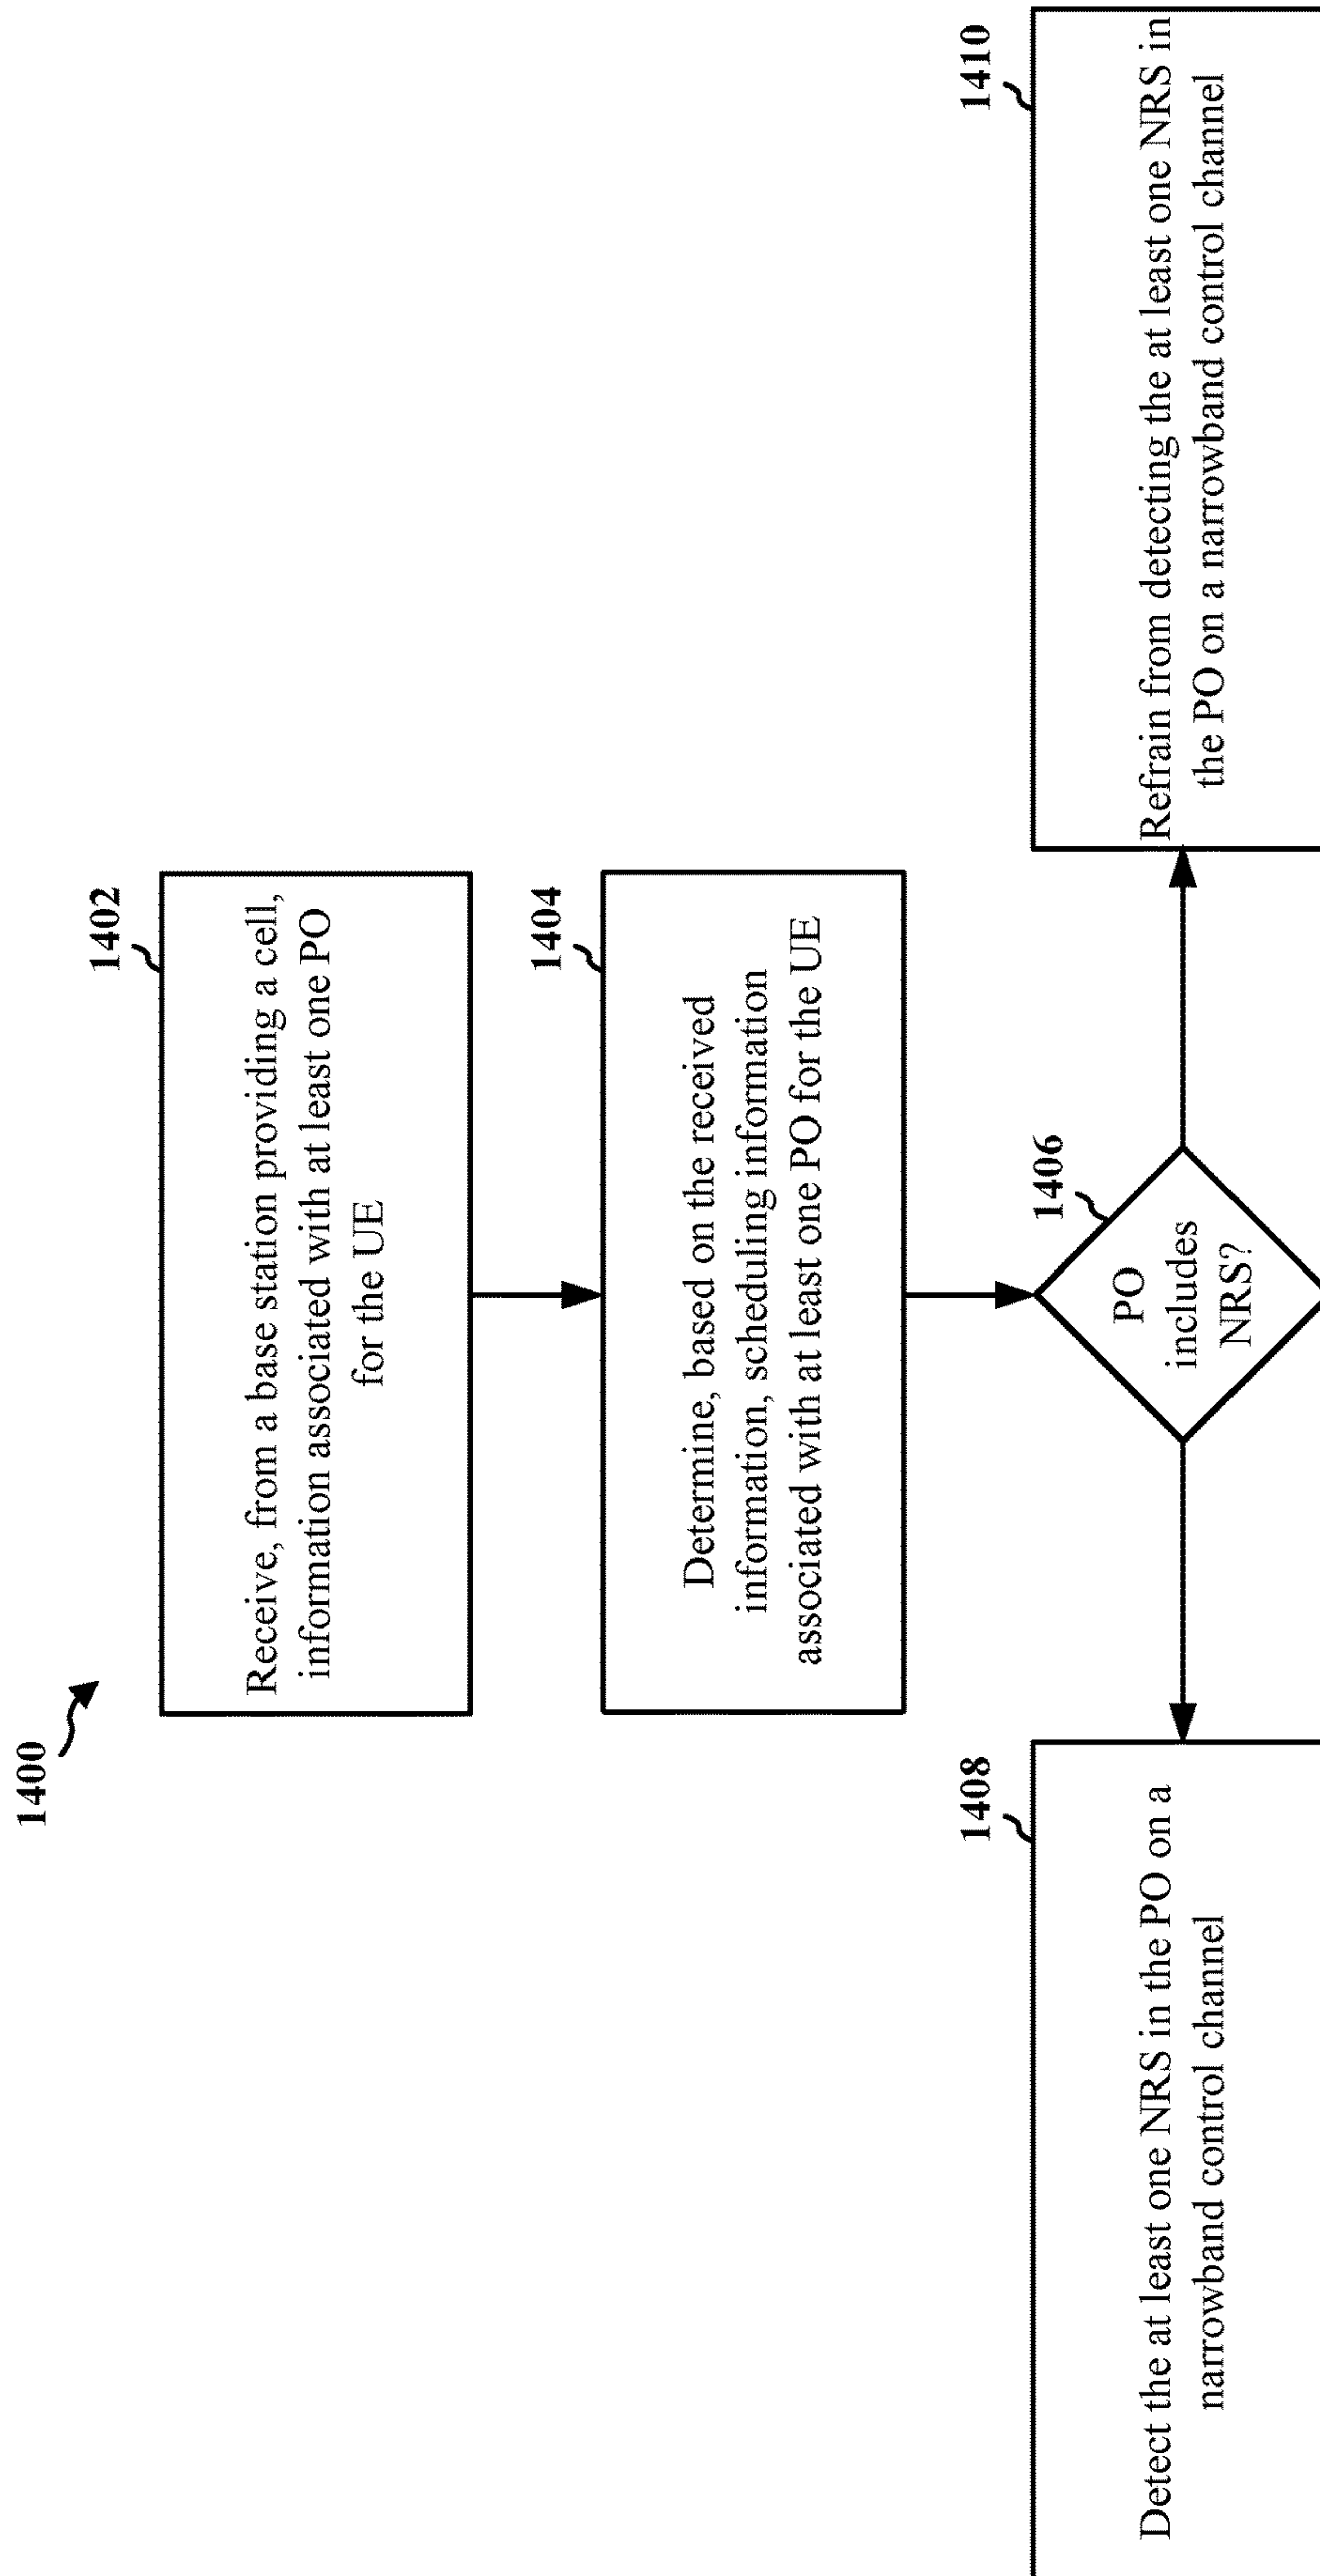 1400
1402
Receive, from a base station providing a cell,
information associated with at least one PO
for the UE
1404
Determine, based on the received
information, scheduling information
associated with at least one PO for the UE
1406
PO
includes
NRS?
1408
Detect the at least one NRS in the PO on a
narrowband control channel
1410
Refrain from detecting the at least one NRS in
the PO on a narrowband control channel